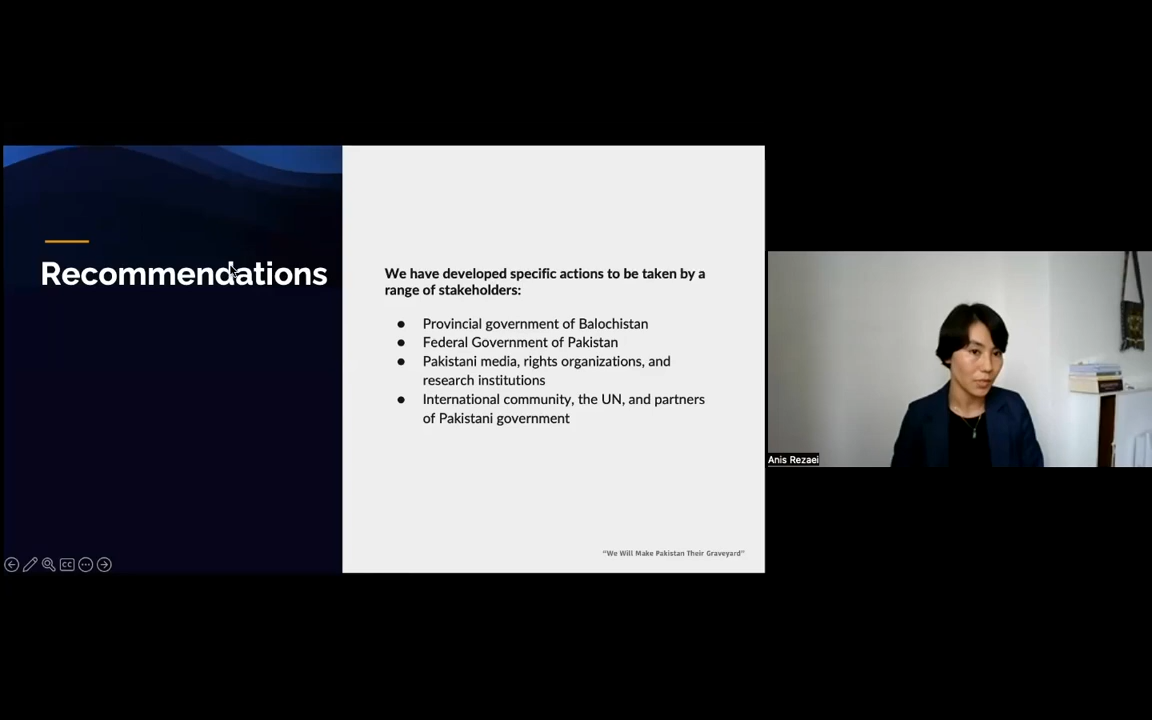 Recommendations
We have developed specific actions to be taken by a
range of stakeholders:
● Provincial government of Balochistan
● Federal Government of Pakistan
● Pakistani media, rights organizations, and
research institutions
● International community, the UN, and partners
of Pakistani government
"We Will Make Pakistan Their Graveyard"
CC
Anis Rezaei